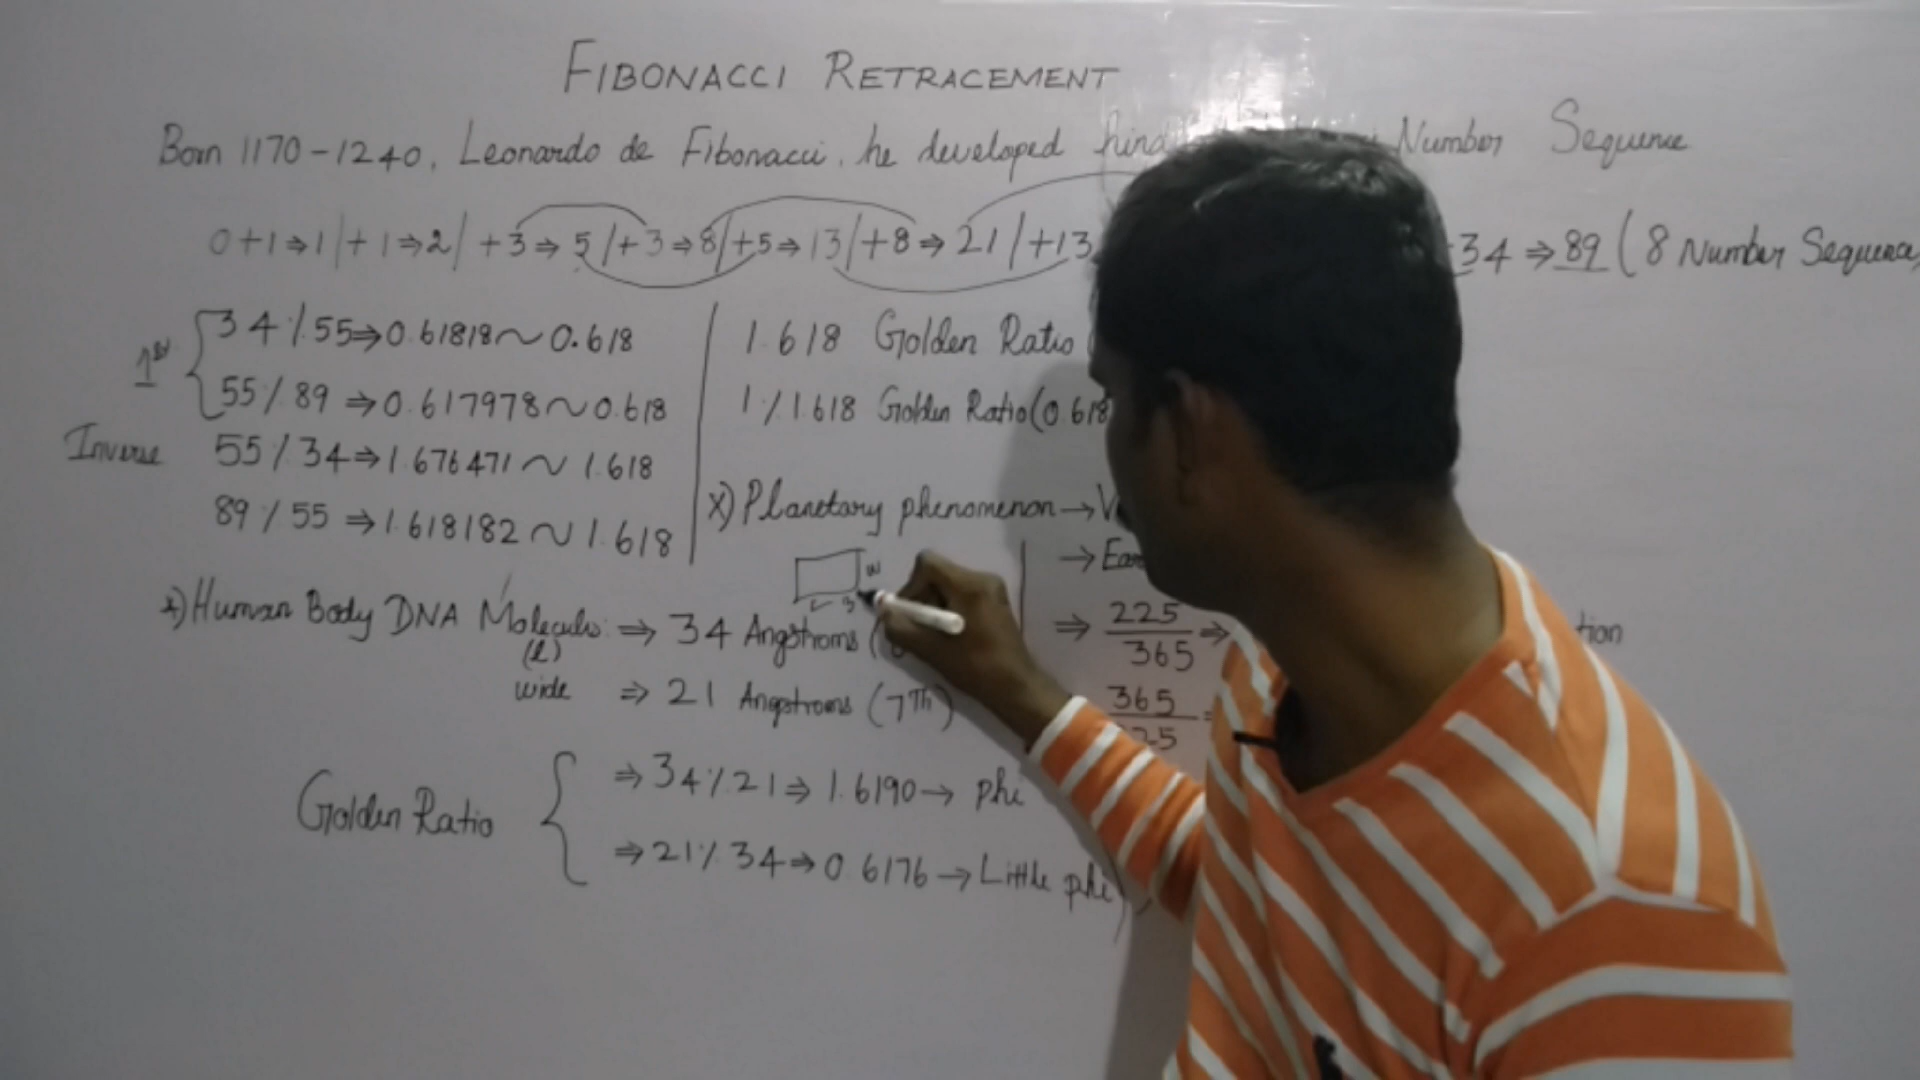 FIBONACCI RETRACEMENT
Born 1170-1240, Leonardo de Fibonacci, he developed hind Number Sequence
0+1⇒1|+1⇒2| +3⇒ 5|+3⇒8|+5⇒13|+8⇒ 21|+13 34 ⇒89 (8 Number Sequence
1st
34%55⇒0.61818~0.618
55%89 ⇒0.617978~0.618
Inverse 55/34⇒1.676471~1.618
89/55 ⇒1.618182~1.618
1.618 Golden Ratio
1%1.618 Golden Ratio(0.618
x) Planetary phenomenon→V
→Ear
w
L
⇒ 225/365 ⇒ tion
365
25
x) Human Body DNA Molecules: ⇒ 34 Angstroms (
(l)
wide ⇒ 21 Angstroms (7Th)
Golden Ratio
⇒34%21⇒1.6190→ phi
⇒21%34⇒0.6176→Little phi